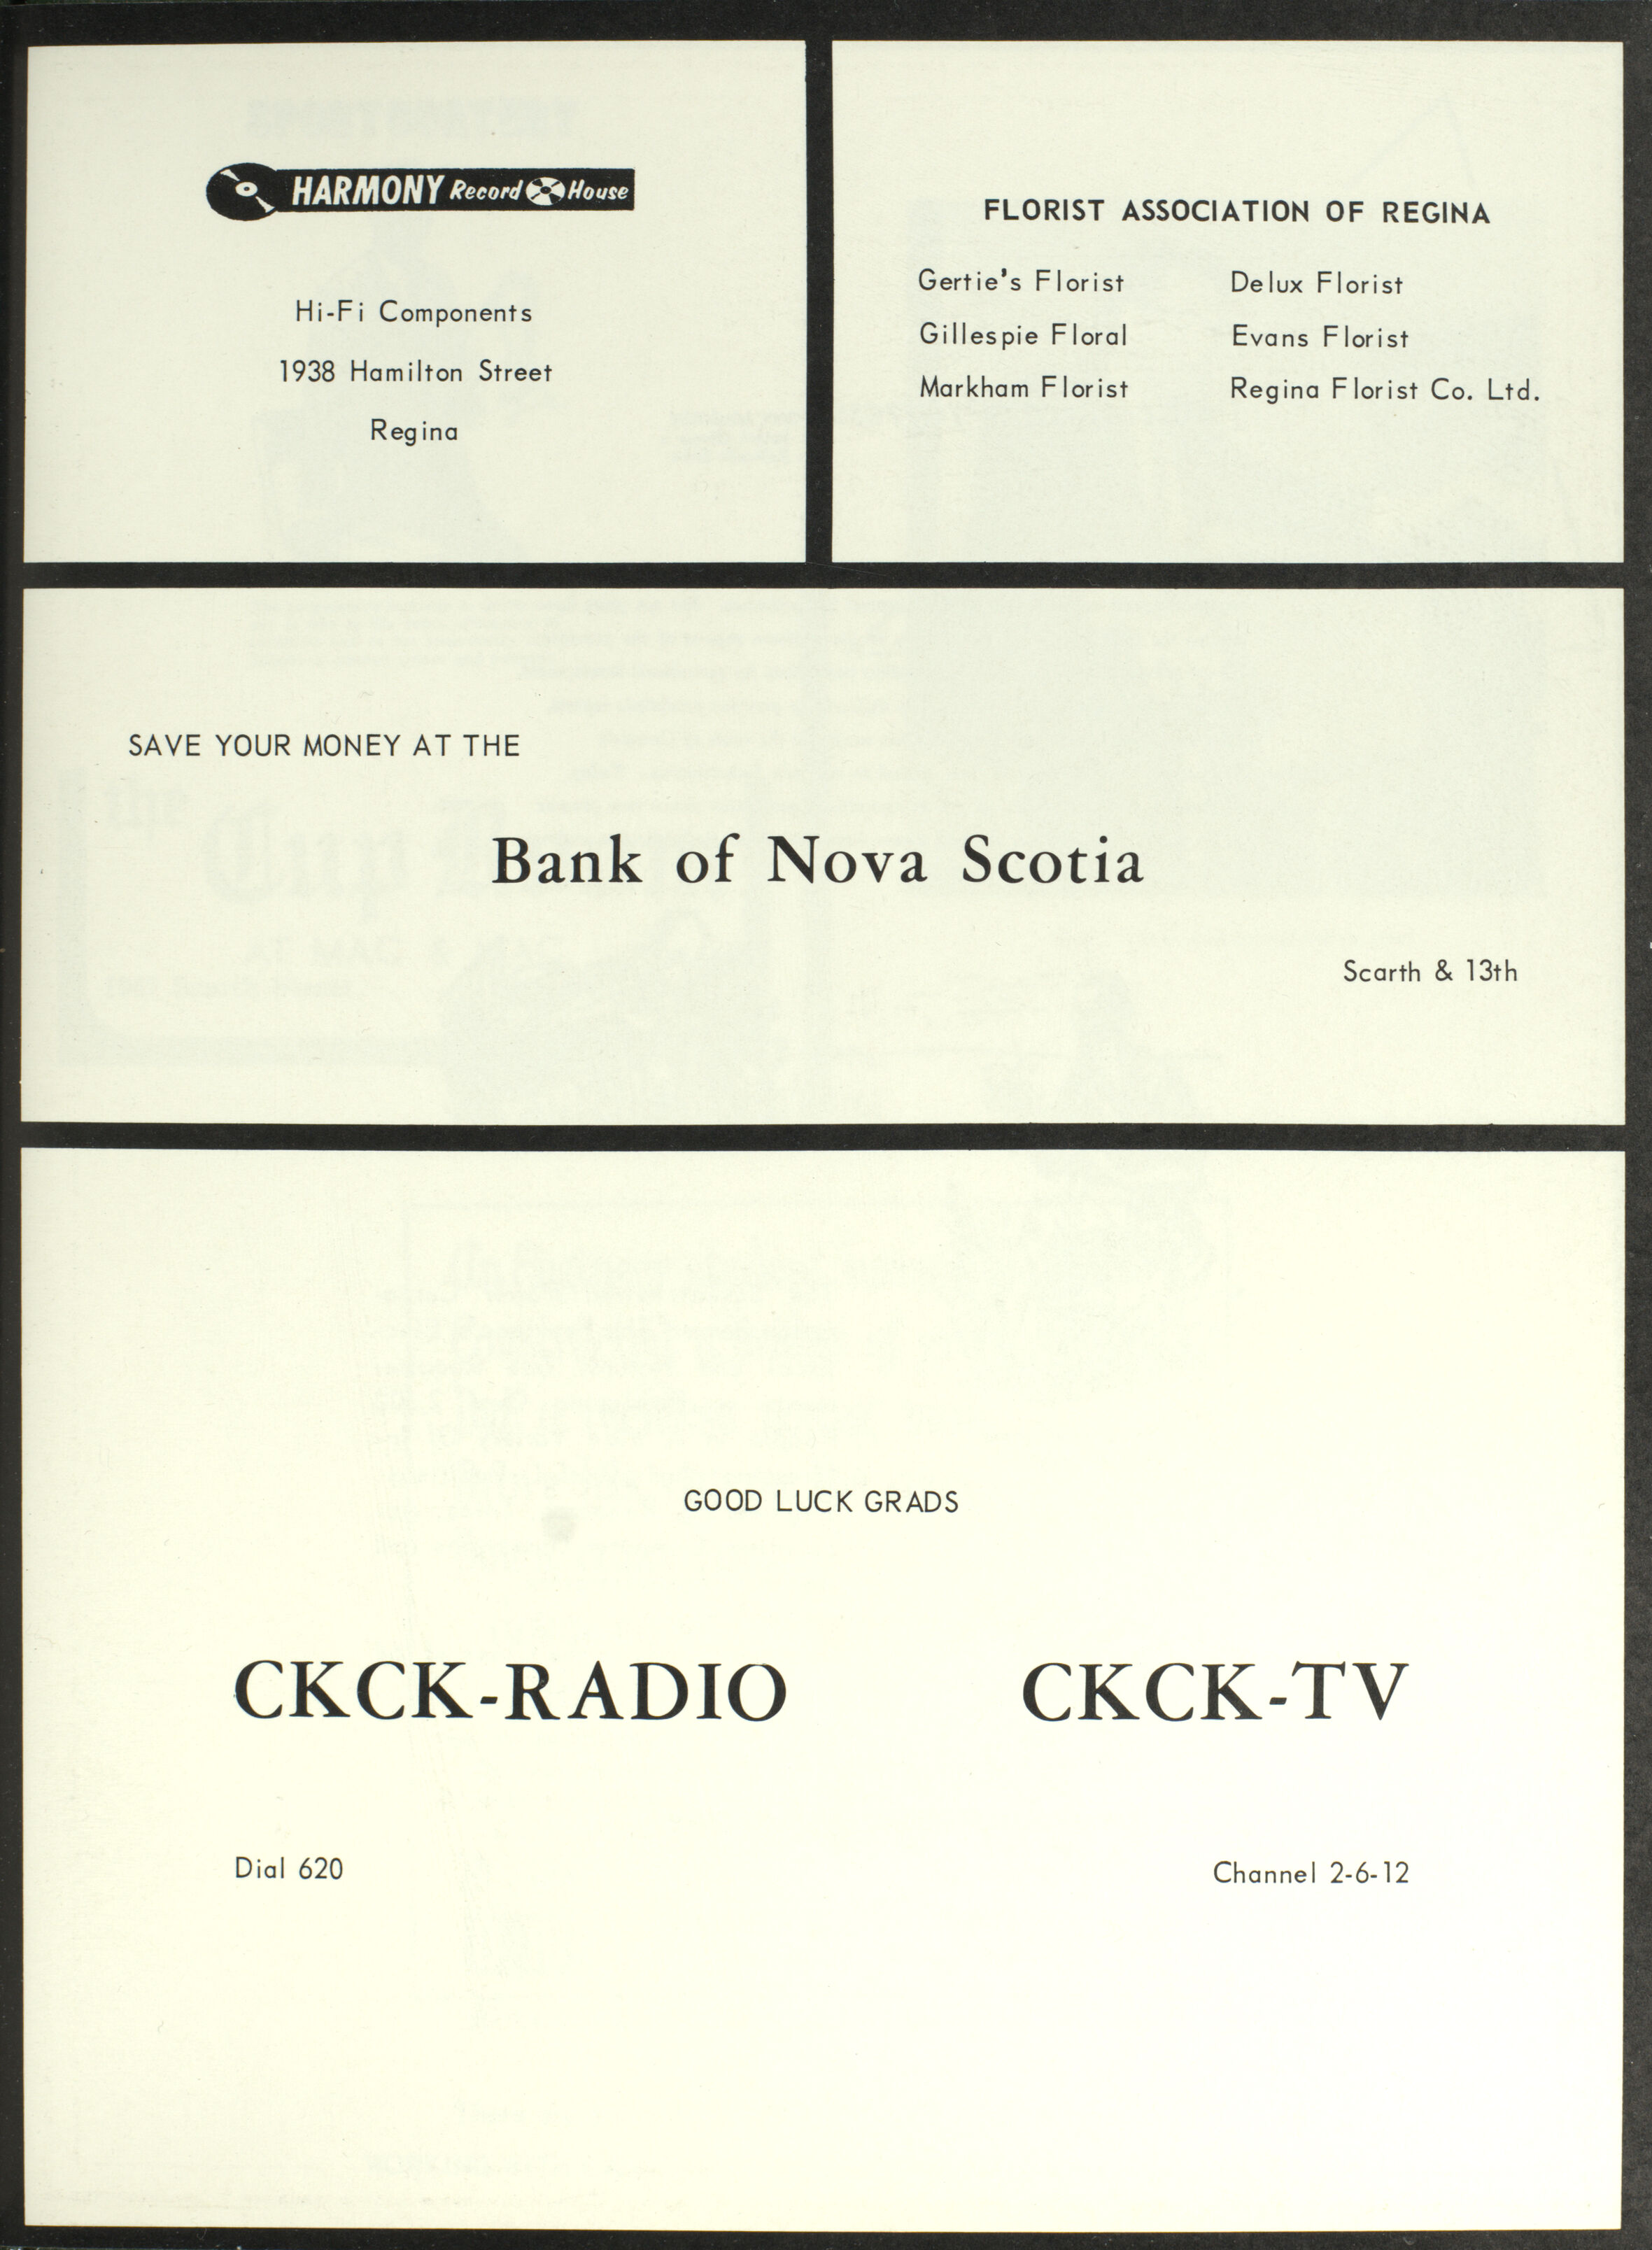 HARMONY Record House
Hi-Fi Components
1938 Hamilton Street
Regina
FLORIST ASSOCIATION OF REGINA
Gertie's Florist Delux Florist
Gillespie Floral Evans Florist
Markham Florist Regina Florist Co. Ltd.
SAVE YOUR MONEY AT THE
Bank of Nova Scotia
Scarth & 13th
GOOD LUCK GRADS
CKCK-RADIO CKCK-TV
Dial 620 Channel 2-6-12